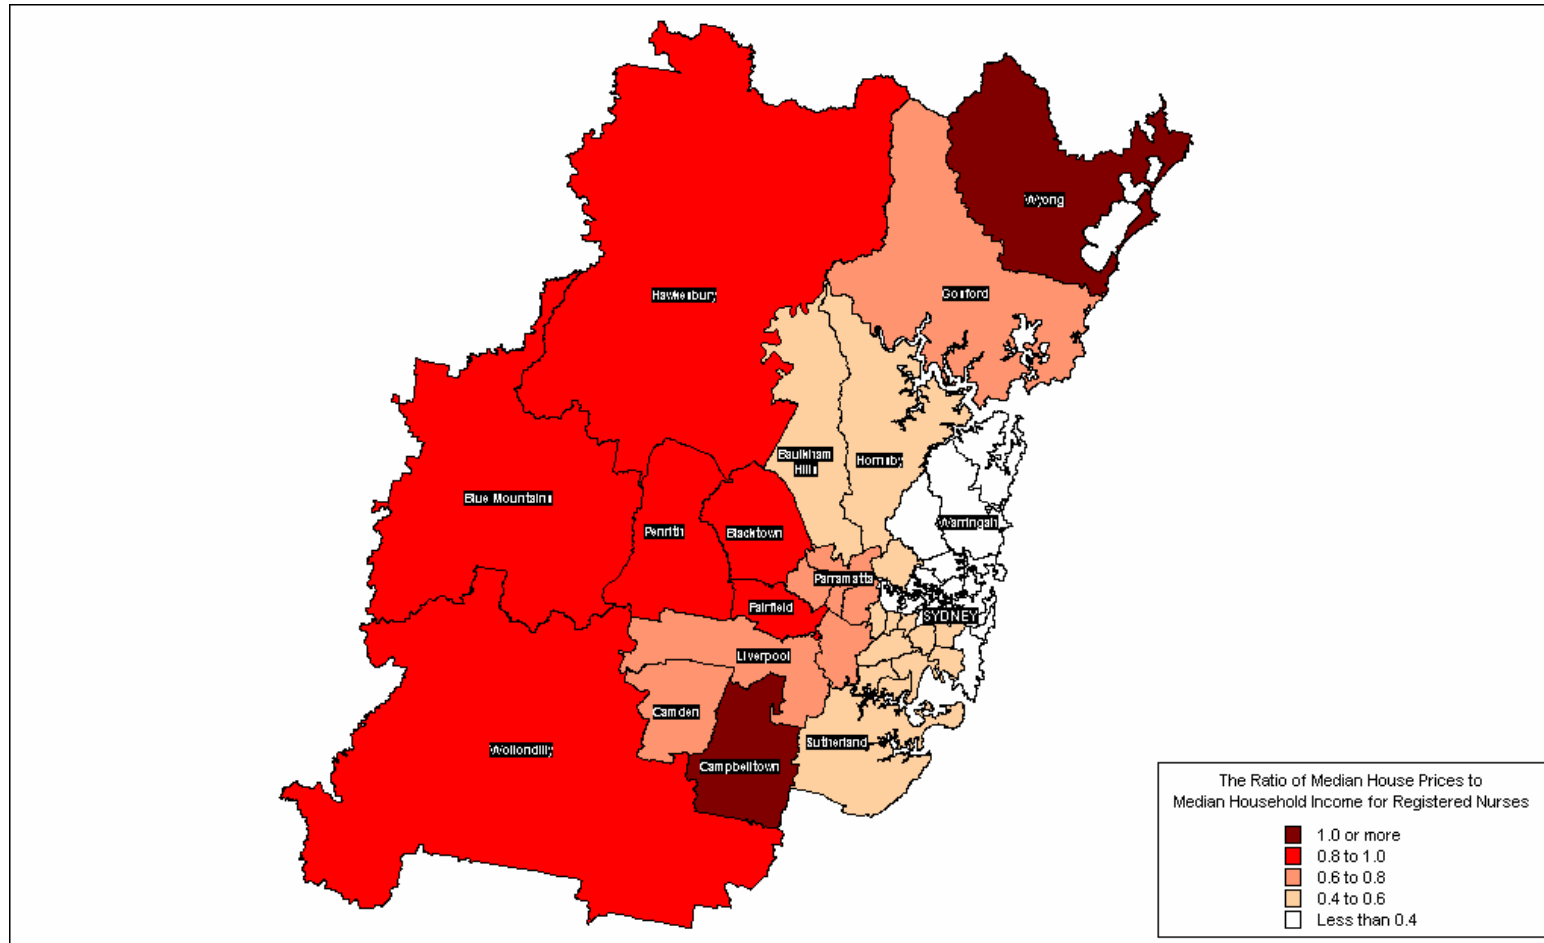 Wyong
Hawkesbury
Gosford
Baulkham
Hills
Hornsby
Blue Mountains
Warringah
Penrith
Blacktown
Parramatta
Fairfield
SYDNEY
Liverpool
Camden
Sutherland
Wollondilly
Campbelltown
The Ratio of Median House Prices to
Median Household Income for Registered Nurses
1.0 or more
0.8 to 1.0
0.6 to 0.8
0.4 to 0.6
Less than 0.4